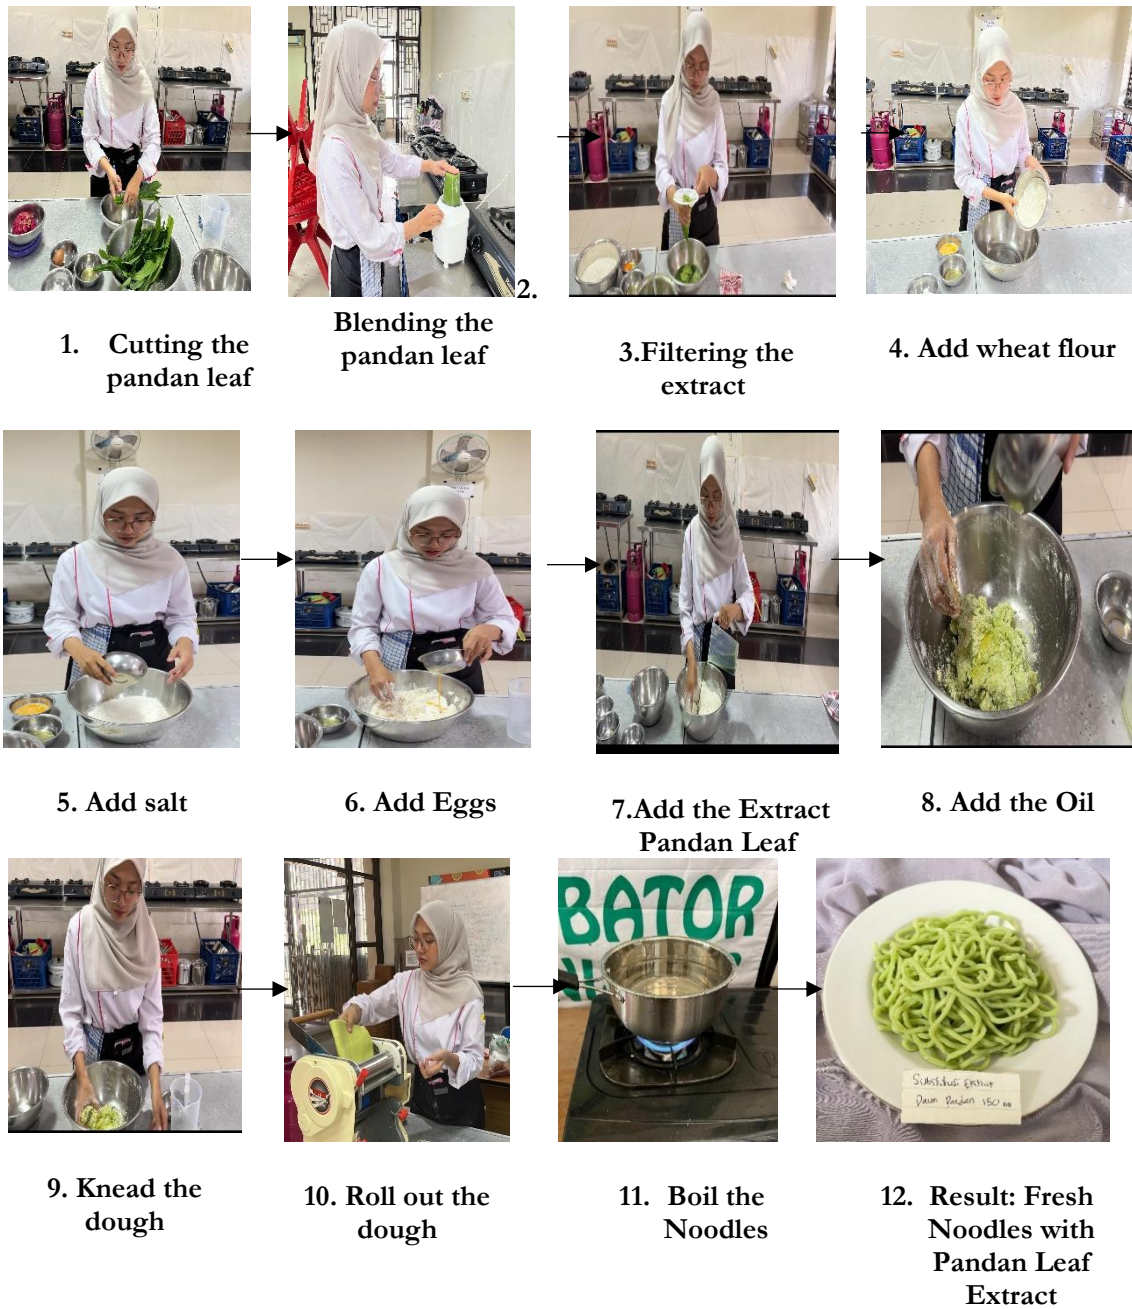 2.
1. Cutting the
pandan leaf
Blending the
pandan leaf
3.Filtering the
extract
4. Add wheat flour
5. Add salt
6. Add Eggs
7.Add the Extract
Pandan Leaf
8. Add the Oil
BATOR
Substitusi Ekstrak
Daun Pandan 150 ml
9. Knead the
dough
10. Roll out the
dough
11. Boil the
Noodles
12. Result: Fresh
Noodles with
Pandan Leaf
Extract